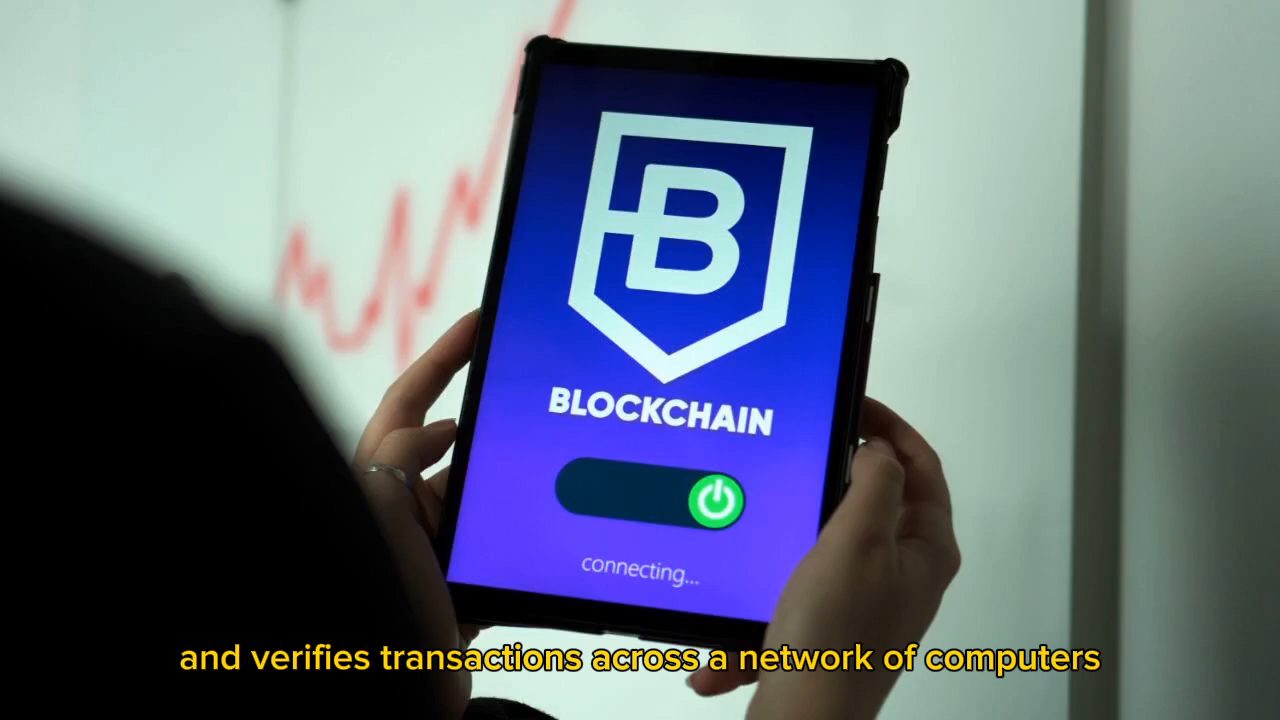 B
BLOCKCHAIN
connecting...
and verifies transactions across a network of computers